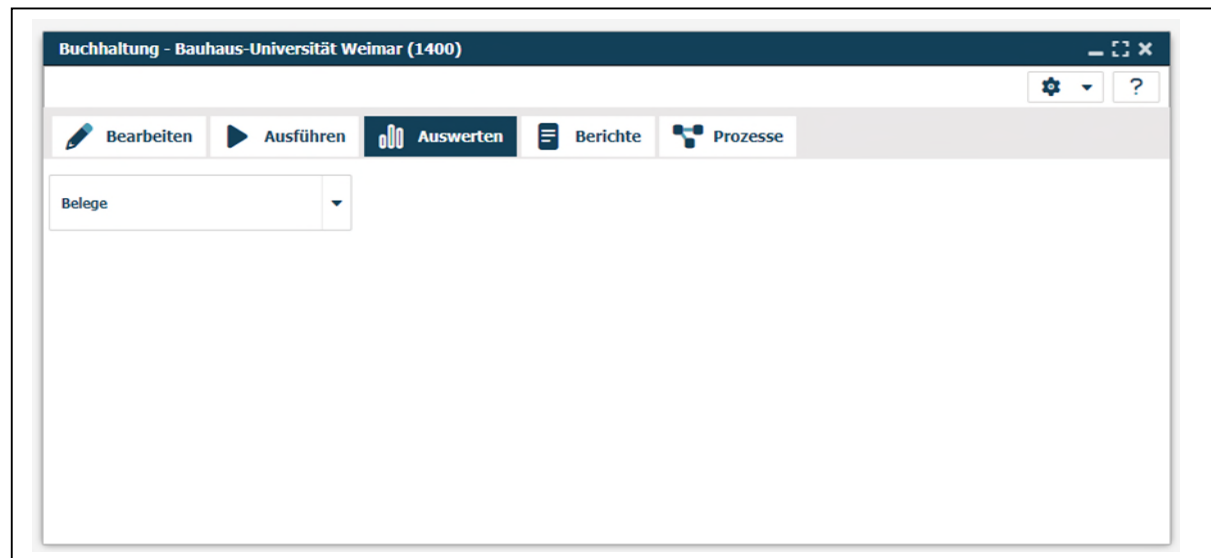 Buchhaltung - Bauhaus-Universität Weimar (1400)
?
Bearbeiten Ausführen Auswerten Berichte Prozesse
Belege